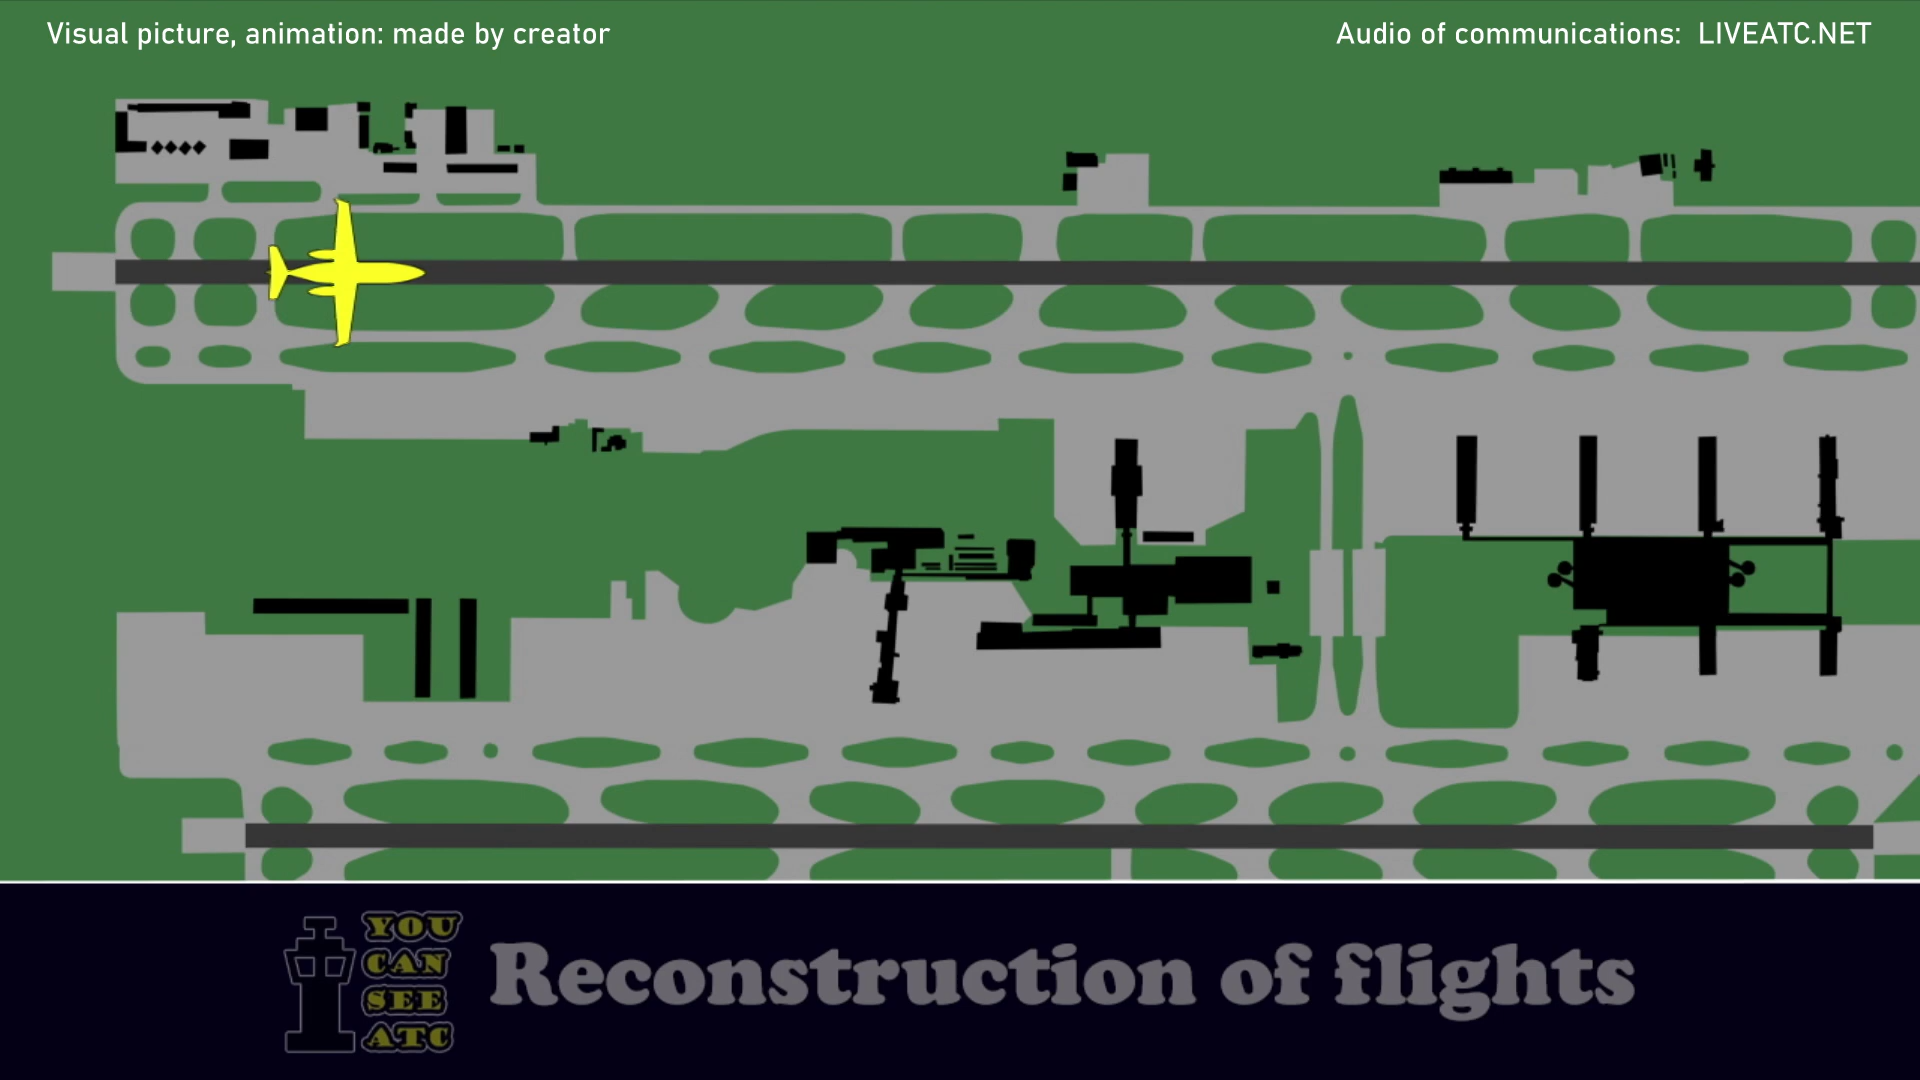 Visual picture, animation: made by creator
Audio of communications: LIVEATC.NET
YOU
CAN
SEE
ATC
Reconstruction of flights